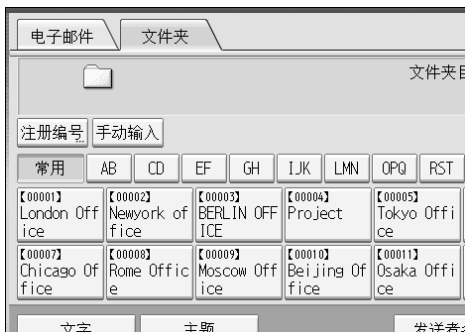 电子邮件 文件夹
文件夹目
注册编号 手动输入
常用 AB CD EF GH IJK LMN OPQ RST
【00001】 【00002】 【00003】 【00004】 【00005】
London Off Newyork of BERLIN OFF Project Tokyo Offi
ice ffice ICE ce
【00007】 【00008】 【00009】 【00010】 【00011】
Chicago Of Rome Offic Moscow Off Beijing Of Osaka Offi
ffice e ice ffice ce
文字 主题 发送者